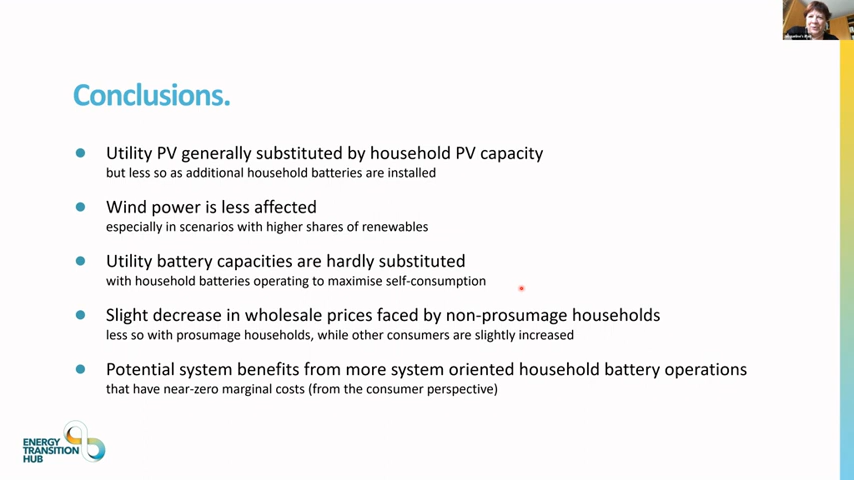 Conclusions.
Utility PV generally substituted by household PV capacity
but less so as additional household batteries are installed
Wind power is less affected
especially in scenarios with higher shares of renewables
Utility battery capacities are hardly substituted
with household batteries operating to maximise self-consumption
Slight decrease in wholesale prices faced by non-prosumage households
less so with prosumage households, while other consumers are slightly increased
Potential system benefits from more system oriented household battery operations
that have near-zero marginal costs (from the consumer perspective)
ENERGY
TRANSITION
HUB